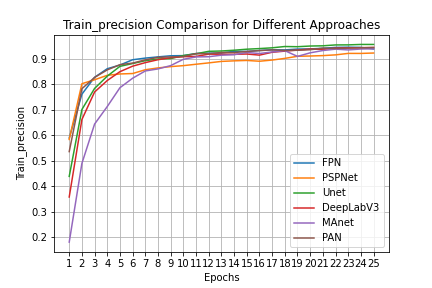 Train_precision Comparison for Different Approaches
Train_precision
0.9
0.8
0.7
0.6
0.5
0.4
0.3
0.2
FPN
PSPNet
Unet
DeepLabV3
MAnet
PAN
1 2 3 4 5 6 7 8 9 10 11 12 13 14 15 16 17 18 19 20 21 22 23 24 25
Epochs